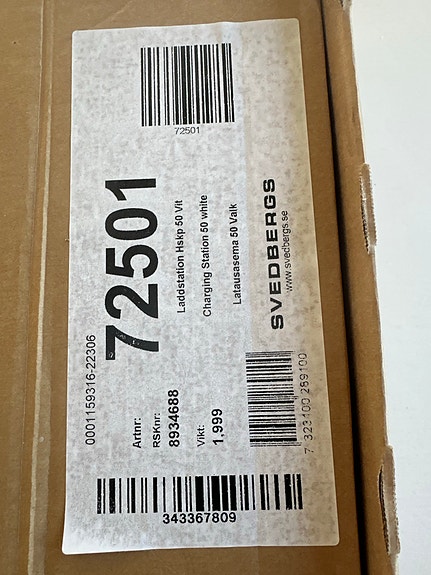 0001159316-22306
Artnr:
72501
72501
RSKnr:
8934688
Laddstation Hskp 50 Vit
Charging Station 50 white
Latausasema 50 Valk
Vikt:
1,999
SVEDBERGS
www.svedbergs.se
7 323100 269100
343367809